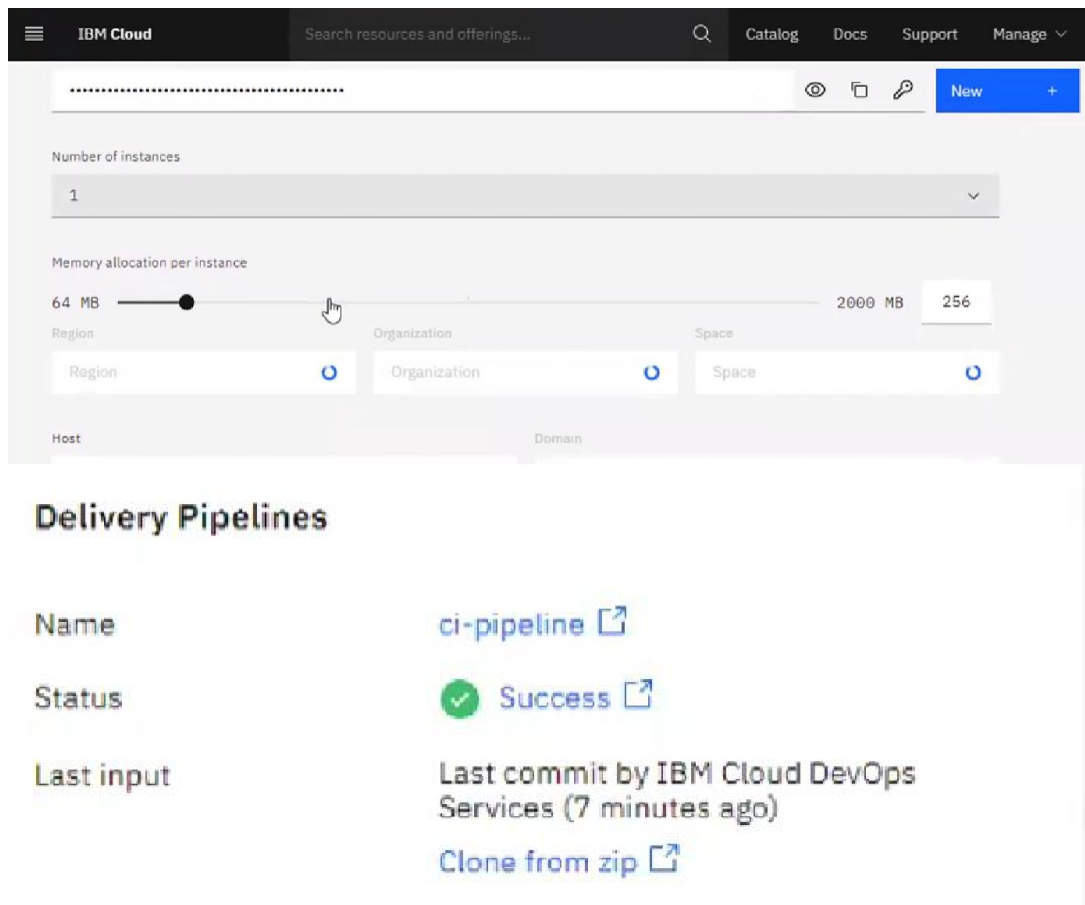 IBM Cloud Search resources and offerings... Catalog Docs Support Manage
•••••••••••••••••••••••••••••••••••••••••••• New +
Number of instances
1
Memory allocation per instance
64 MB 2000 MB 256
Region Organization Space
Region Organization Space
Host Domain
Delivery Pipelines
Name ci-pipeline
Status Success
Last input Last commit by IBM Cloud DevOps
Services (7 minutes ago)
Clone from zip